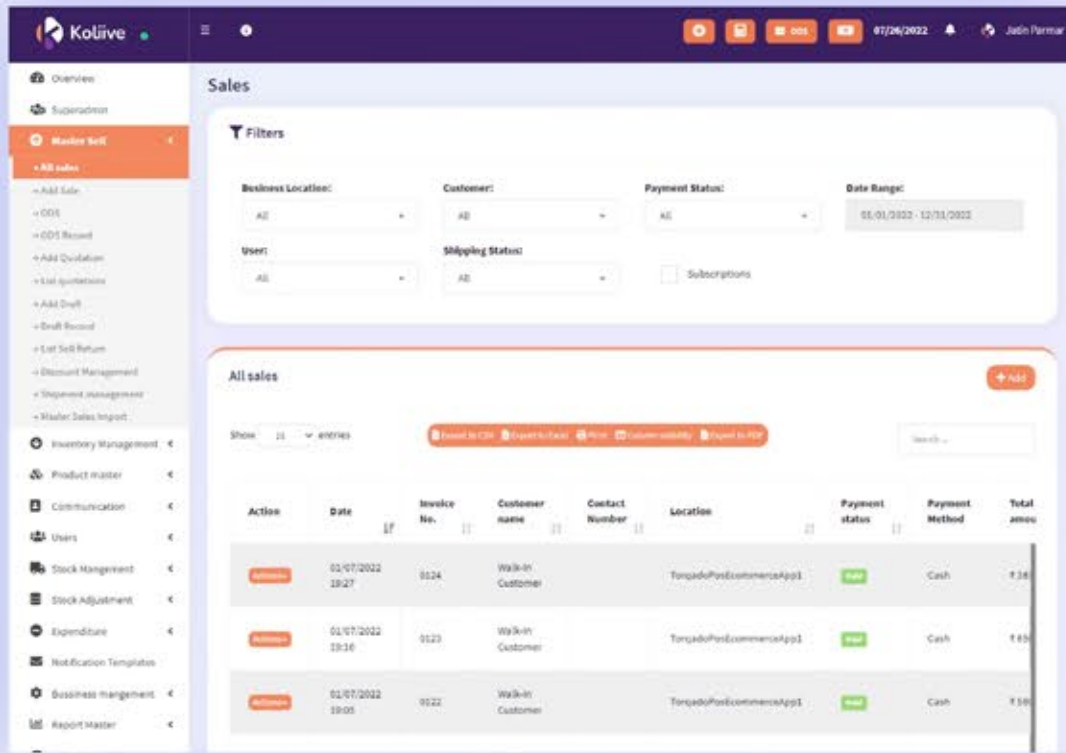 Koliive
ODS
07/26/2022
Jatin Parmar
Overview
Superadmin
Master Sell
All sales
Add Sale
ODS
ODS Record
Add Quotation
List quotations
Add Draft
Draft Record
List Sell Return
Discount Management
Shipment management
Master Sales Import
Inventory Management
Product master
Communication
Users
Stock Mangement
Stock Adjustment
Expenditure
Notification Templates
Bussiness mangement
Report Master
Sales
Filters
Business Location:
All
Customer:
All
Payment Status:
All
Date Range:
01/01/2022 - 12/31/2022
User:
All
Shipping Status:
All
Subscriptions
All sales
+ Add
Show 25 entries
Export to CSV Export to Excel Print Column visibility Export to PDF
Search ...
Action Date Invoice No. Customer name Contact Number Location Payment status Payment Method Total
Actions 01/07/2022 19:27 0124 Walk-In Customer TorqadoPosEcommerceApp1 Paid Cash
Actions 01/07/2022 19:16 0123 Walk-In Customer TorqadoPosEcommerceApp1 Paid Cash
Actions 01/07/2022 19:05 0122 Walk-In Customer TorqadoPosEcommerceApp1 Paid Cash